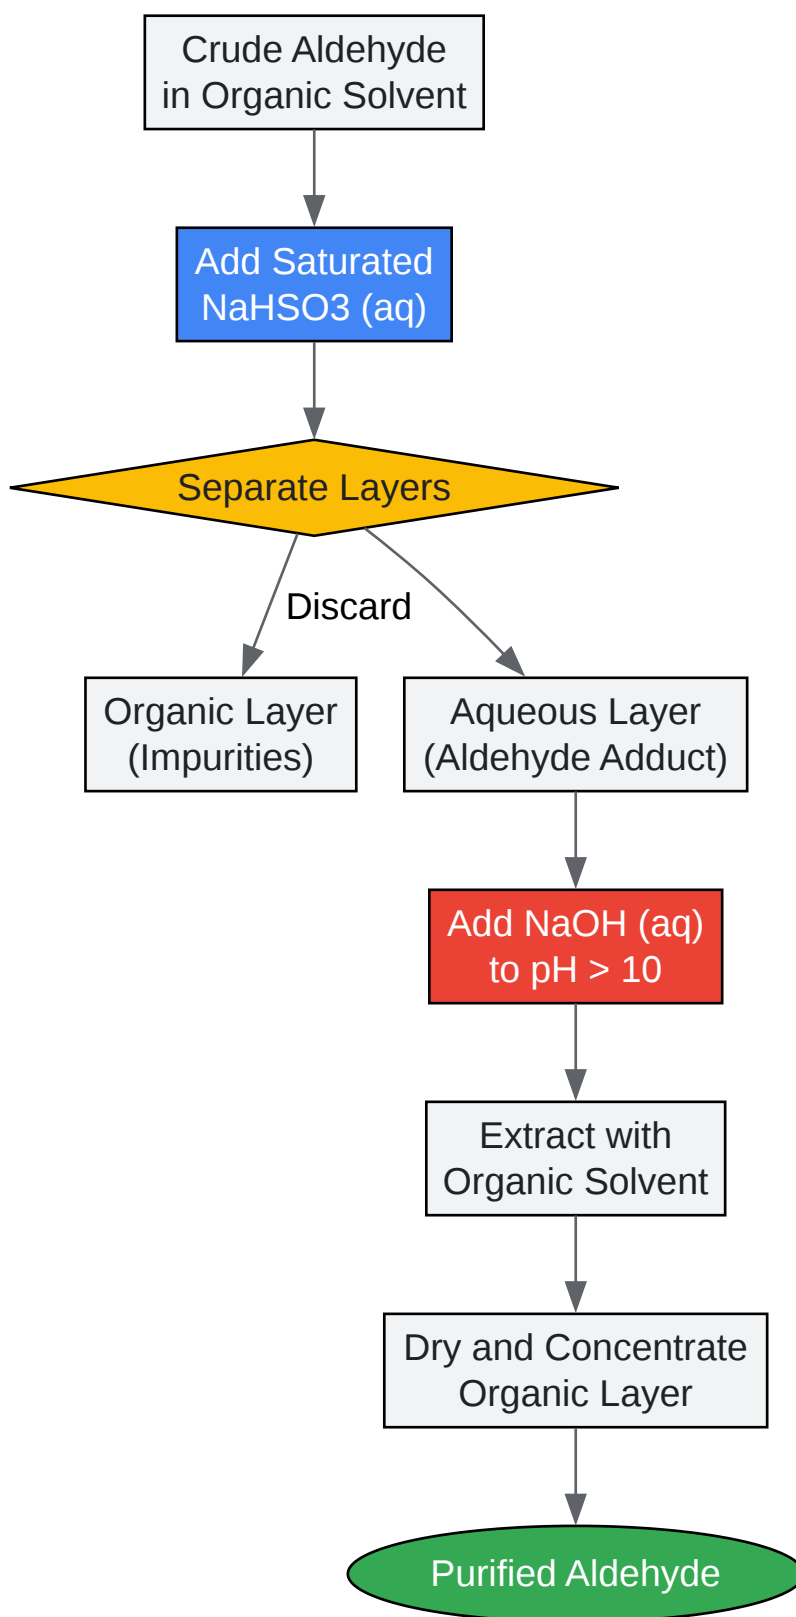 Crude Aldehyde
in Organic Solvent
Add Saturated
NaHSO3 (aq)
Separate Layers
Discard
Organic Layer
(Impurities)
Aqueous Layer
(Aldehyde Adduct)
Add NaOH (aq)
to pH > 10
Extract with
Organic Solvent
Dry and Concentrate
Organic Layer
Purified Aldehyde